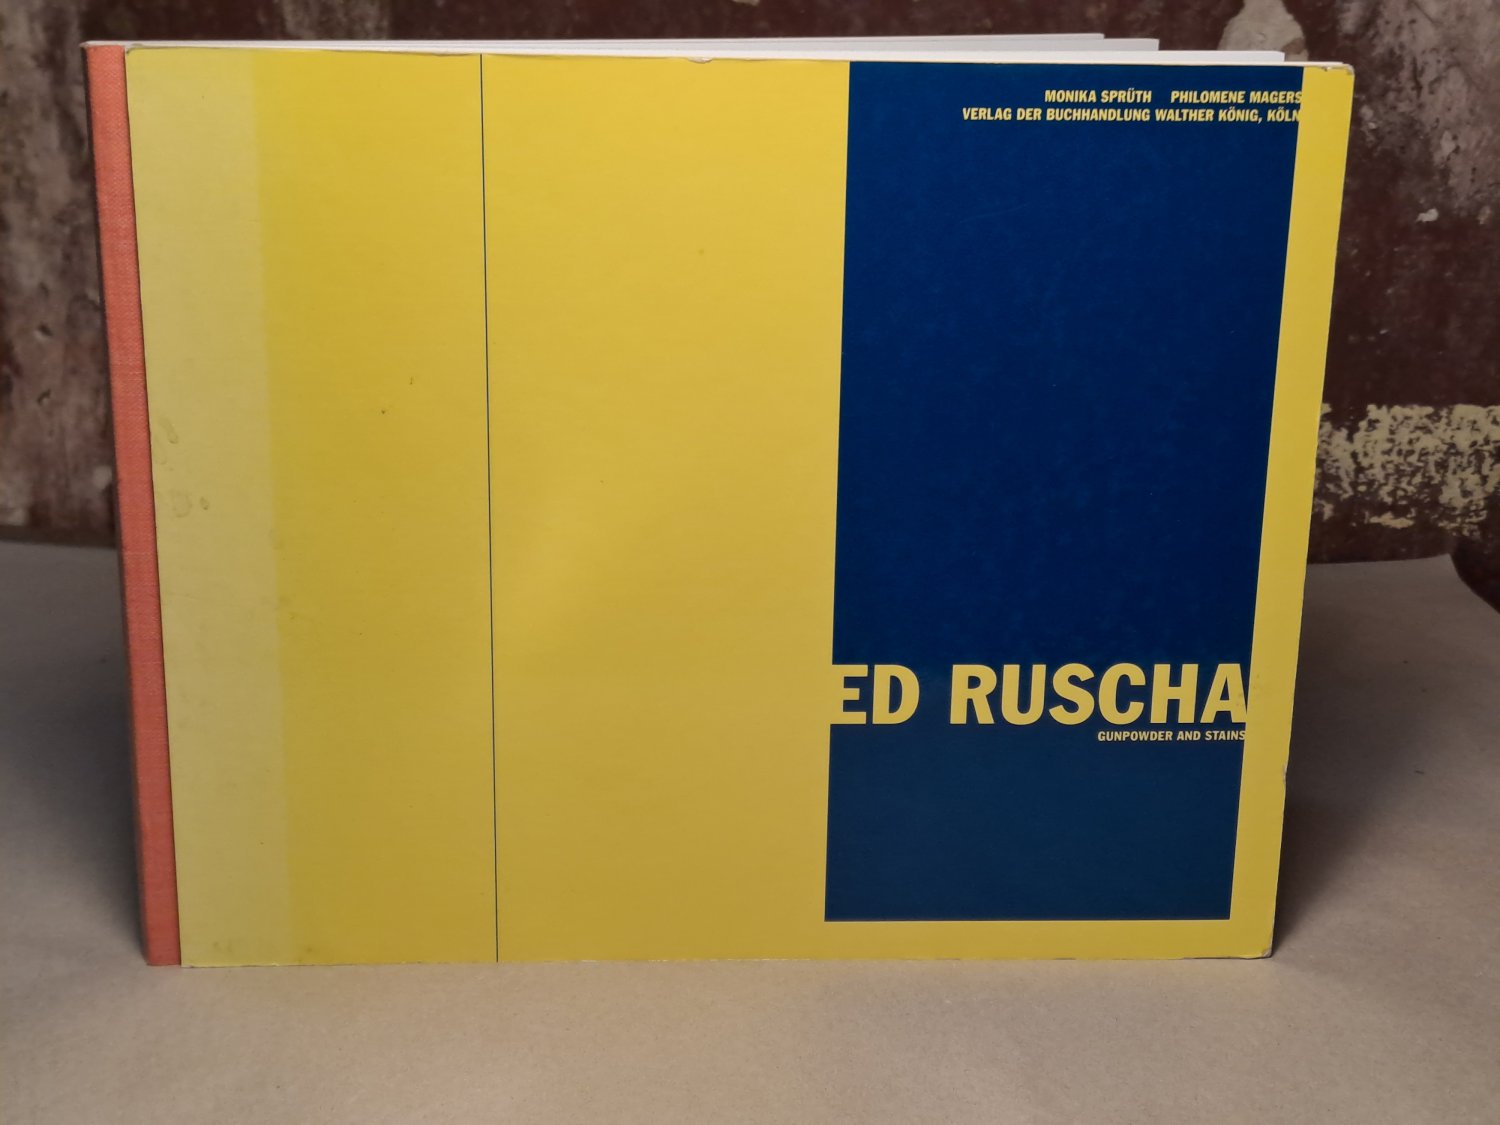 MONIKA SPRÜTH PHILOMENE MAGERS
VERLAG DER BUCHHANDLUNG WALTHER KÖNIG, KÖLN
ED RUSCHA
GUNPOWDER AND STAINS